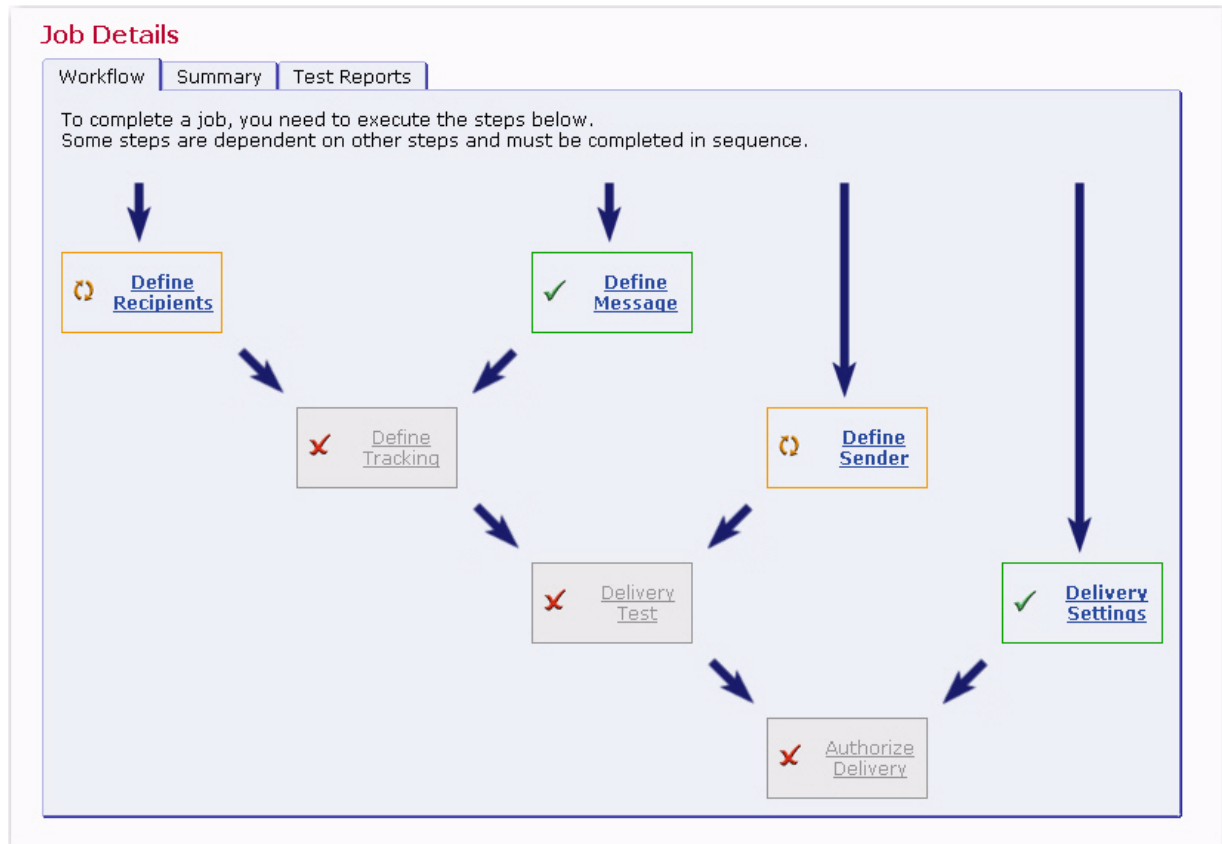 Job Details
Workflow
Summary
Test Reports
To complete a job, you need to execute the steps below.
Some steps are dependent on other steps and must be completed in sequence.
Define
Recipients
Define
Message
Define
Tracking
Define
Sender
Delivery
Test
Delivery
Settings
Authorize
Delivery